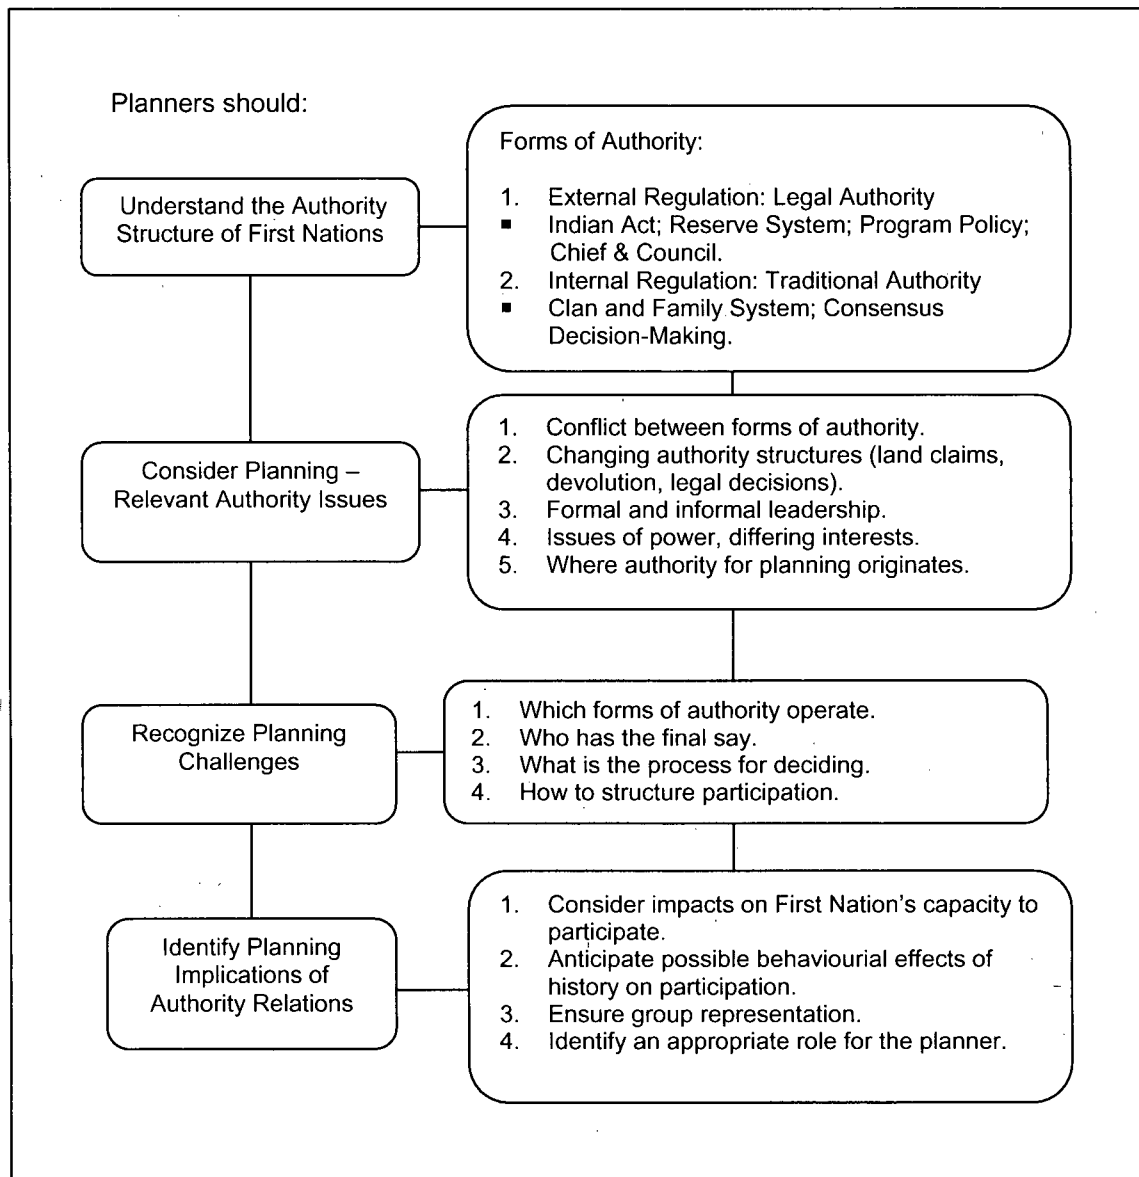 Planners should:
Understand the Authority
Structure of First Nations
Forms of Authority:
1. External Regulation: Legal Authority
▪ Indian Act; Reserve System; Program Policy;
Chief & Council.
2. Internal Regulation: Traditional Authority
▪ Clan and Family System; Consensus
Decision-Making.
Consider Planning –
Relevant Authority Issues
1. Conflict between forms of authority.
2. Changing authority structures (land claims,
devolution, legal decisions).
3. Formal and informal leadership.
4. Issues of power, differing interests.
5. Where authority for planning originates.
Recognize Planning
Challenges
1. Which forms of authority operate.
2. Who has the final say.
3. What is the process for deciding.
4. How to structure participation.
Identify Planning
Implications of
Authority Relations
1. Consider impacts on First Nation's capacity to
participate.
2. Anticipate possible behaviourial effects of
history on participation.
3. Ensure group representation.
4. Identify an appropriate role for the planner.